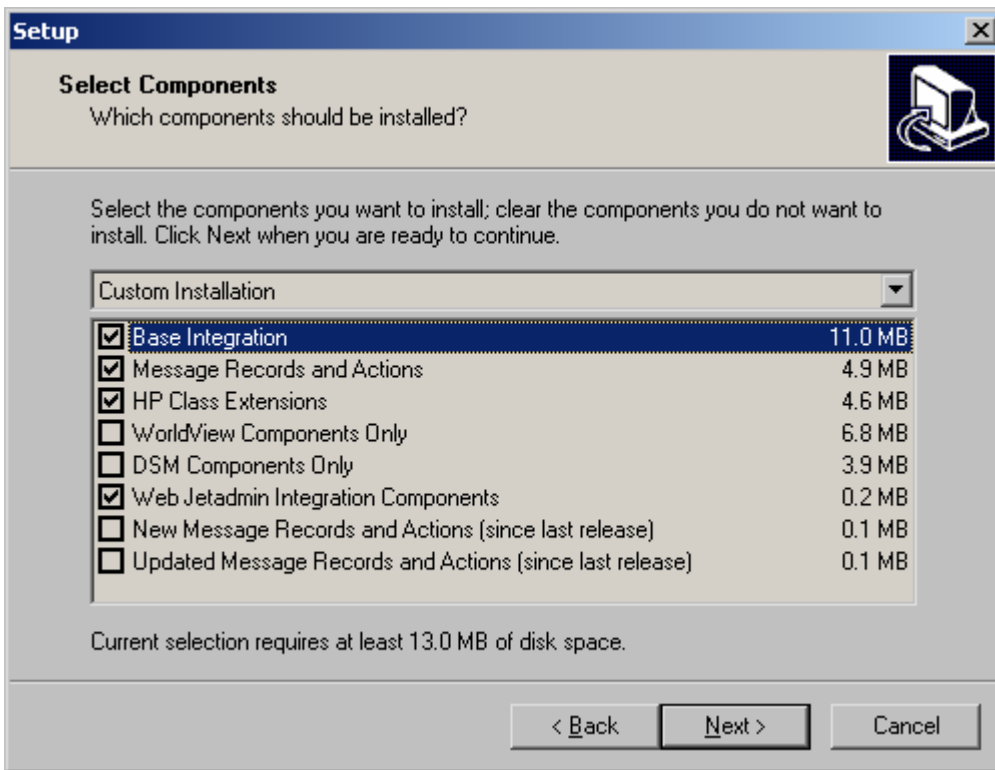 Setup
Select Components
Which components should be installed?
Select the components you want to install; clear the components you do not want to
install. Click Next when you are ready to continue.
Custom Installation
Base Integration 11.0 MB
Message Records and Actions 4.9 MB
HP Class Extensions 4.6 MB
WorldView Components Only 6.8 MB
DSM Components Only 3.9 MB
Web Jetadmin Integration Components 0.2 MB
New Message Records and Actions (since last release) 0.1 MB
Updated Message Records and Actions (since last release) 0.1 MB
Current selection requires at least 13.0 MB of disk space.
< Back Next > Cancel